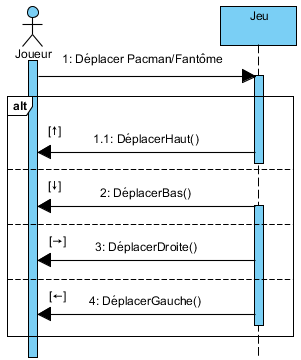 Joueur
Jeu
1: Déplacer Pacman/Fantôme
alt
[↑]
1.1: DéplacerHaut()
[↓]
2: DéplacerBas()
[→]
3: DéplacerDroite()
[←]
4: DéplacerGauche()